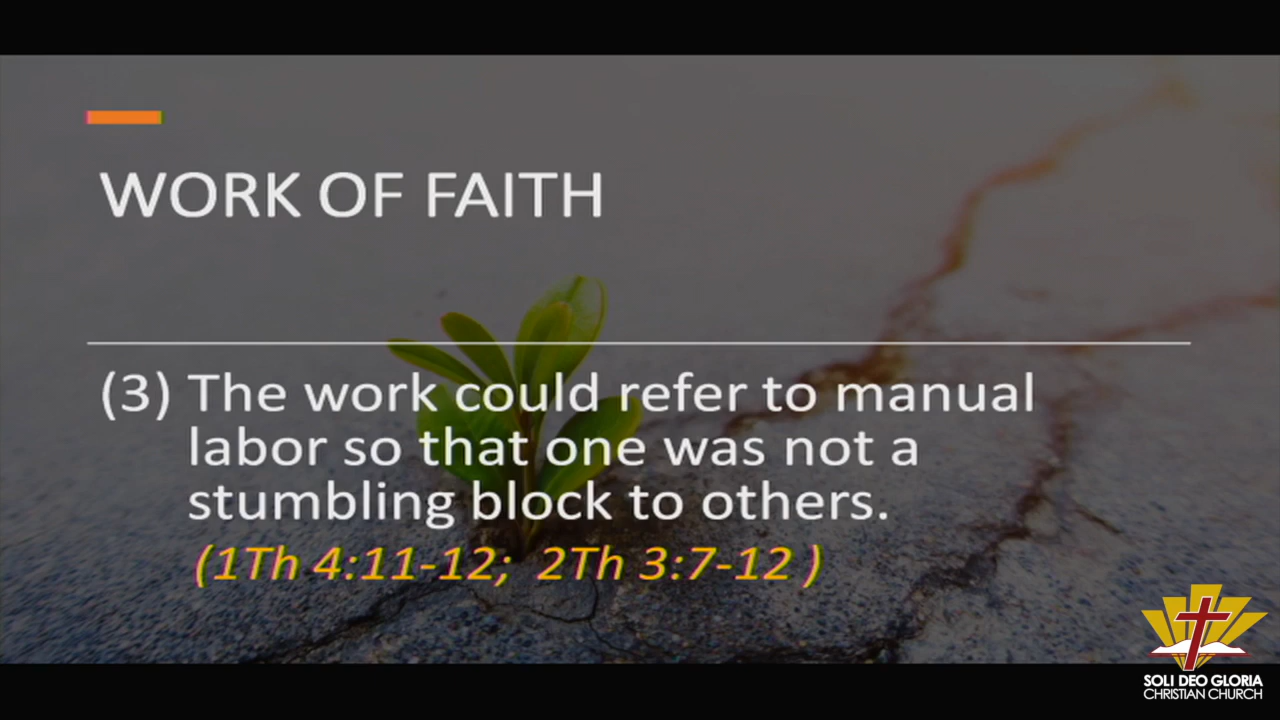 WORK OF FAITH
(3) The work could refer to manual
labor so that one was not a
stumbling block to others.
(1Th 4:11-12; 2Th 3:7-12 )
SOLI DEO GLORIA
CHRISTIAN CHURCH